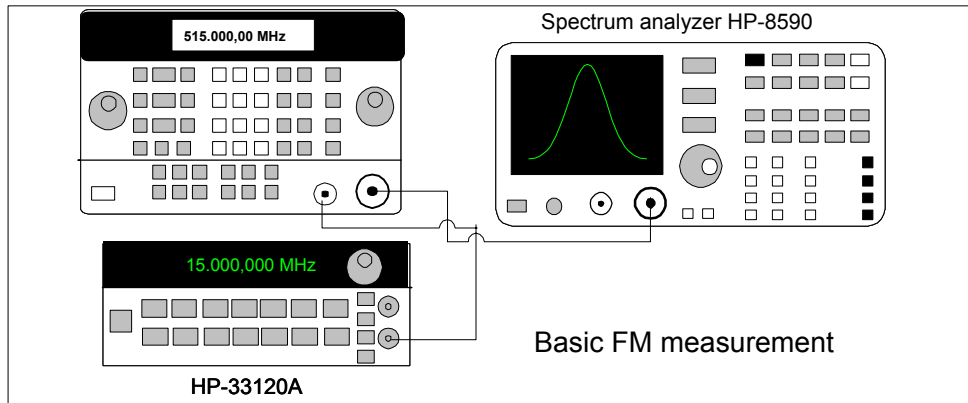 Spectrum analyzer HP-8590
515.000,00 MHz
15.000,000 MHz
Basic FM measurement
HP-33120A